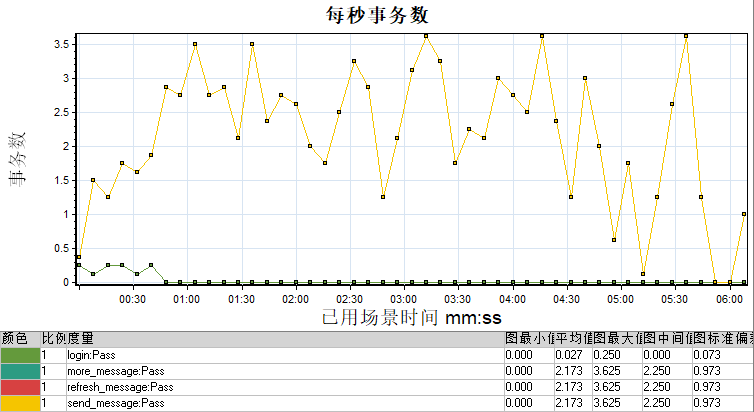 每秒事务数
事务数
3.5
3
2.5
2
1.5
1
0.5
0
00:30 01:00 01:30 02:00 02:30 03:00 03:30 04:00 04:30 05:00 05:30 06:00
已用场景时间 mm:ss
颜色 比例 度量 图最小值 平均值 图最大值 图中间值 图标准偏差
1 login:Pass 0.000 0.027 0.250 0.000 0.073
1 more_message:Pass 0.000 2.173 3.625 2.250 0.973
1 refresh_message:Pass 0.000 2.173 3.625 2.250 0.973
1 send_message:Pass 0.000 2.173 3.625 2.250 0.973